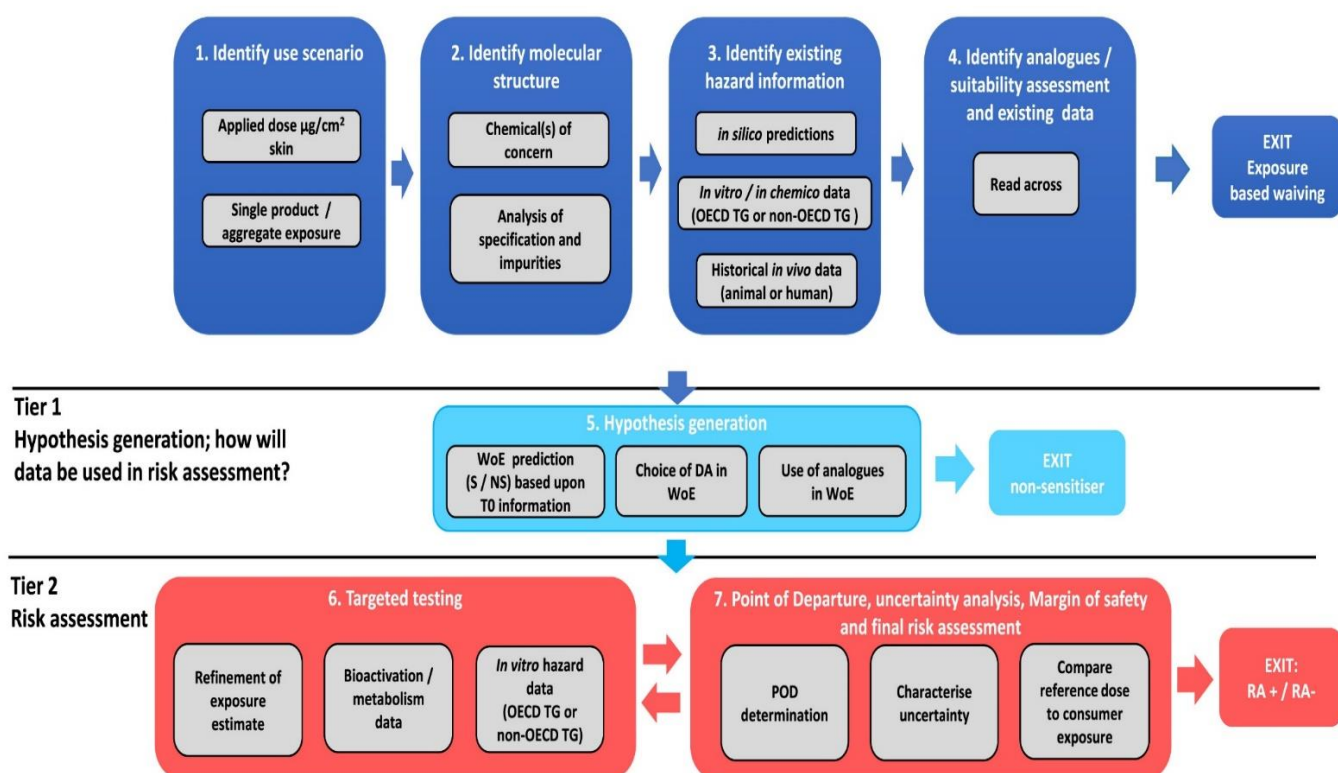 1. Identify use scenario
Applied dose µg/cm²
skin
Single product /
aggregate exposure
2. Identify molecular
structure
Chemical(s) of
concern
Analysis of
specification and
impurities
3. Identify existing
hazard information
in silico predictions
In vitro / in chemico data
(OECD TG or non-OECD TG )
Historical in vivo data
(animal or human)
4. Identify analogues /
suitability assessment
and existing data
Read across
EXIT
Exposure
based waiving
Tier 1
Hypothesis generation; how will
data be used in risk assessment?
5. Hypothesis generation
WoE prediction
(S / NS) based upon
T0 information
Choice of DA in
WoE
Use of analogues
in WoE
EXIT
non-sensitiser
Tier 2
Risk assessment
6. Targeted testing
Refinement of
exposure
estimate
Bioactivation /
metabolism
data
In vitro hazard
data
(OECD TG or
non-OECD TG)
7. Point of Departure, uncertainty analysis, Margin of safety
and final risk assessment
POD
determination
Characterise
uncertainty
Compare
reference dose
to consumer
exposure
EXIT:
RA + / RA-